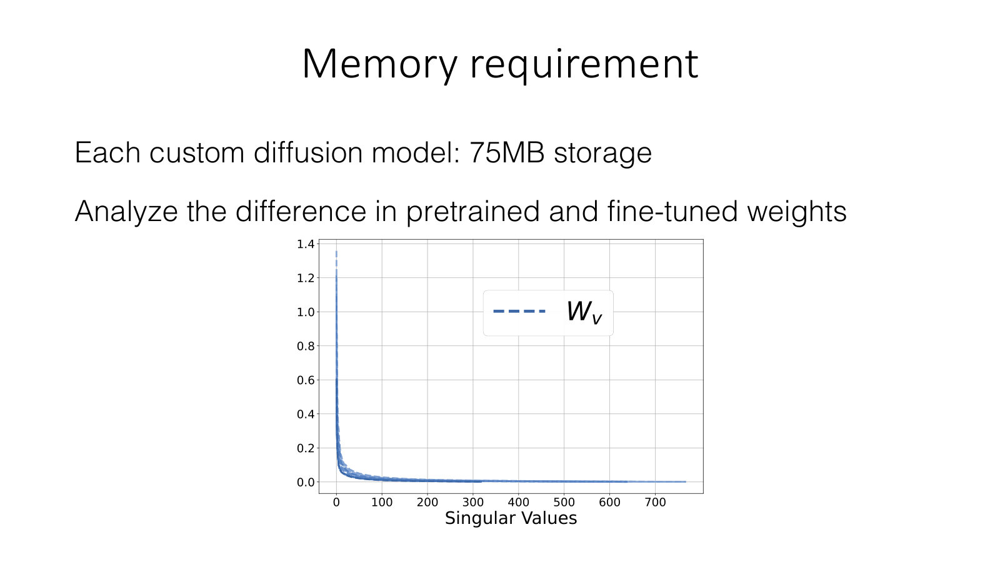 Memory requirement
Each custom diffusion model: 75MB storage
Analyze the difference in pretrained and fine-tuned weights
1.4
1.2
1.0
0.8
0.6
0.4
0.2
0.0
W_v
0 100 200 300 400 500 600 700
Singular Values